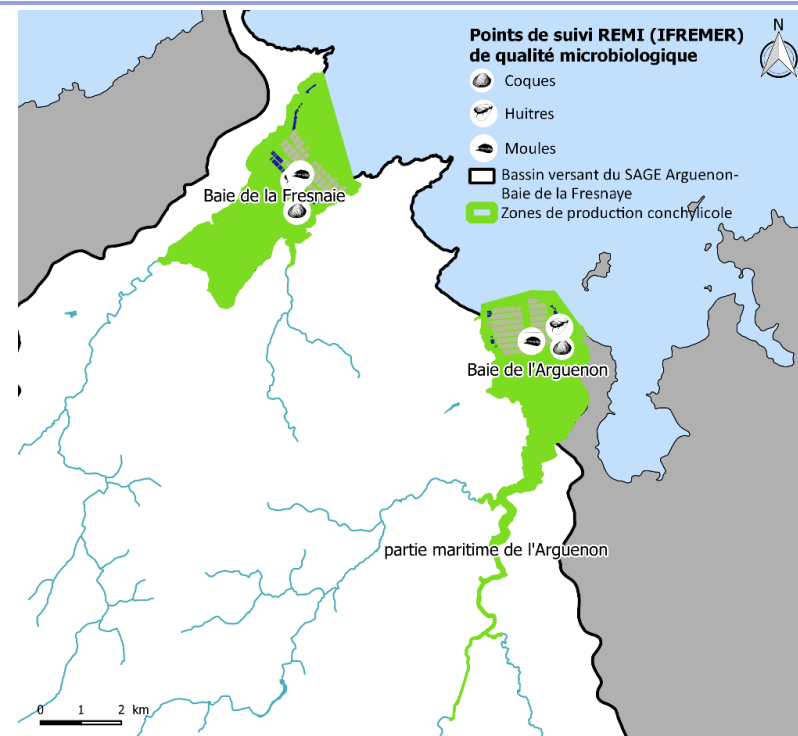 Points de suivi REMI (IFREMER)
de qualité microbiologique
N
Coques
Huitres
Moules
Bassin versant du SAGE Arguenon-
Baie de la Fresnaye
Zones de production conchylicole
Baie de la Fresnaie
Baie de l'Arguenon
partie maritime de l'Arguenon
0 1 2 km